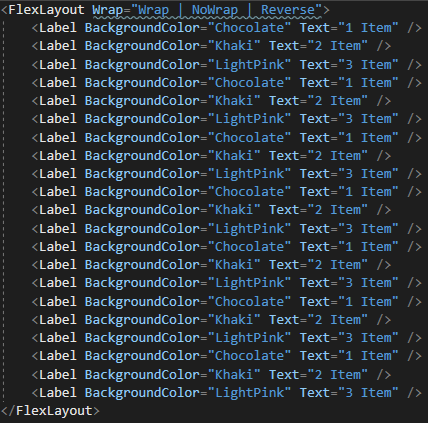 <FlexLayout Wrap="Wrap | NoWrap | Reverse">
<Label BackgroundColor="Chocolate" Text="1 Item" />
<Label BackgroundColor="Khaki" Text="2 Item" />
<Label BackgroundColor="LightPink" Text="3 Item" />
<Label BackgroundColor="Chocolate" Text="1 Item" />
<Label BackgroundColor="Khaki" Text="2 Item" />
<Label BackgroundColor="LightPink" Text="3 Item" />
<Label BackgroundColor="Chocolate" Text="1 Item" />
<Label BackgroundColor="Khaki" Text="2 Item" />
<Label BackgroundColor="LightPink" Text="3 Item" />
<Label BackgroundColor="Chocolate" Text="1 Item" />
<Label BackgroundColor="Khaki" Text="2 Item" />
<Label BackgroundColor="LightPink" Text="3 Item" />
<Label BackgroundColor="Chocolate" Text="1 Item" />
<Label BackgroundColor="Khaki" Text="2 Item" />
<Label BackgroundColor="LightPink" Text="3 Item" />
<Label BackgroundColor="Chocolate" Text="1 Item" />
<Label BackgroundColor="Khaki" Text="2 Item" />
<Label BackgroundColor="LightPink" Text="3 Item" />
<Label BackgroundColor="Chocolate" Text="1 Item" />
<Label BackgroundColor="Khaki" Text="2 Item" />
<Label BackgroundColor="LightPink" Text="3 Item" />
</FlexLayout>